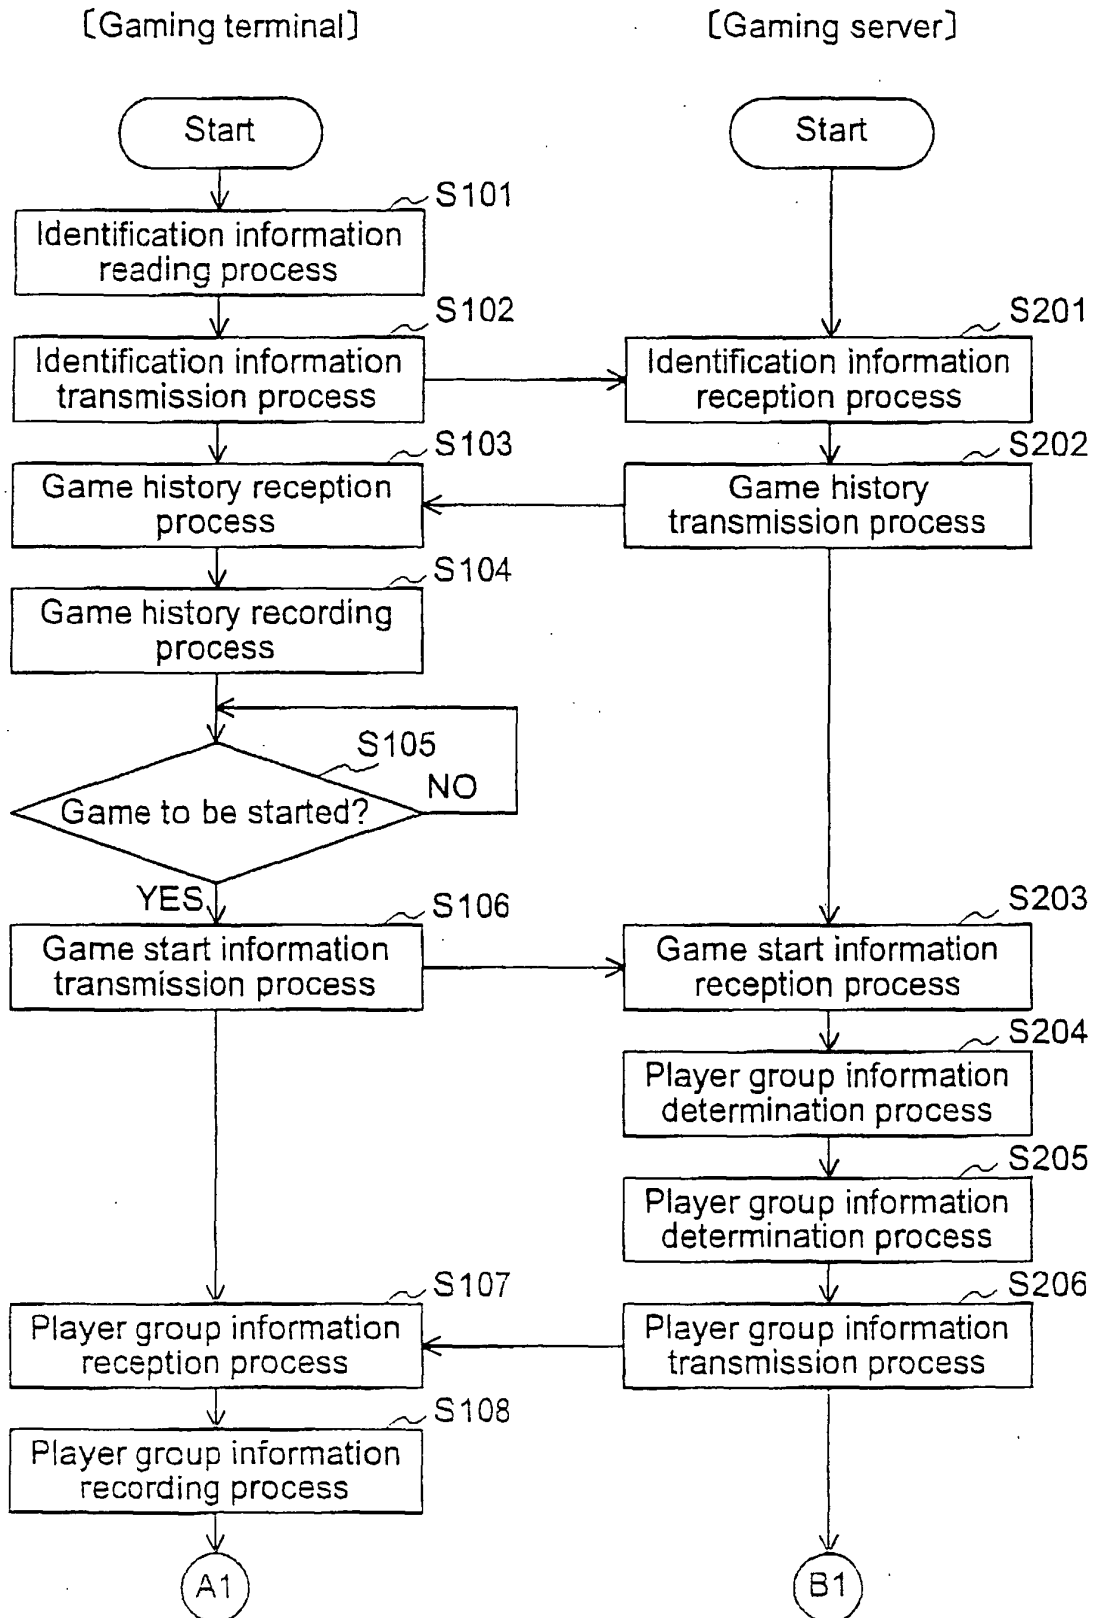 [Gaming terminal]
[Gaming server]
Start
Start
S101
Identification information
reading process
S102
Identification information
transmission process
S201
Identification information
reception process
S103
Game history reception
process
S202
Game history
transmission process
S104
Game history recording
process
S105
Game to be started?
NO
YES
S106
Game start information
transmission process
S203
Game start information
reception process
S204
Player group information
determination process
S205
Player group information
determination process
S107
Player group information
reception process
S206
Player group information
transmission process
S108
Player group information
recording process
A1
B1